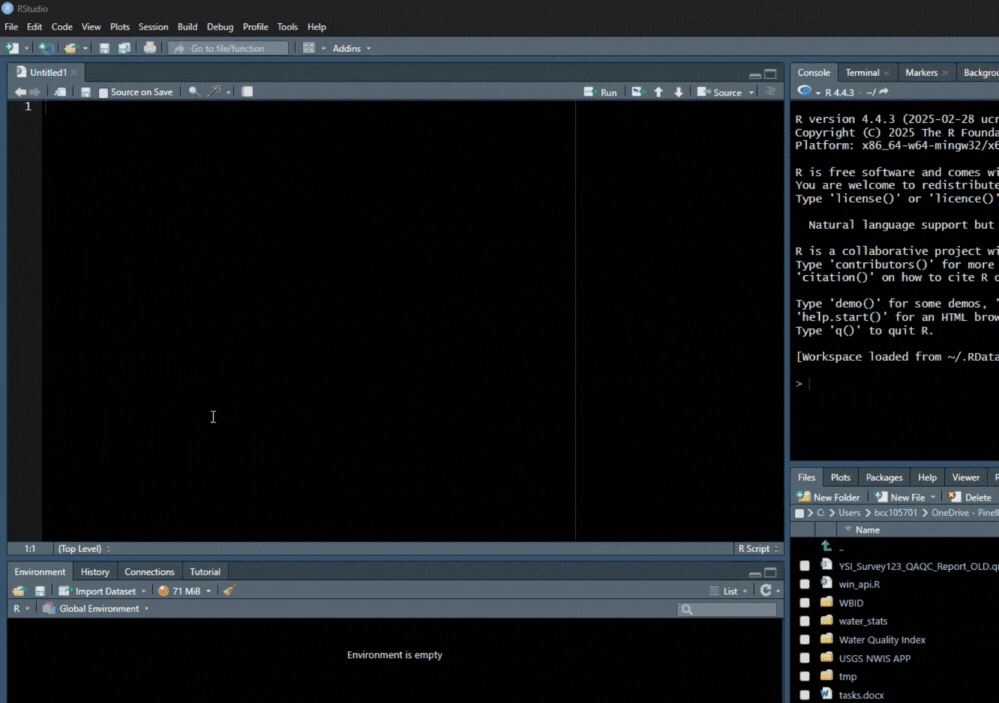 RStudio
File Edit Code View Plots Session Build Debug Profile Tools Help
Go to file/function Addins
Untitled1
Source on Save Run Source
1
1:1 (Top Level) R Script
Environment History Connections Tutorial
Import Dataset 71 MiB List
R Global Environment
Environment is empty
Console Terminal Markers Backgrou
R 4.4.3 · ~/
R version 4.4.3 (2025-02-28 ucr
Copyright (C) 2025 The R Founda
Platform: x86_64-w64-mingw32/x6
R is free software and comes wi
You are welcome to redistribute
Type 'license()' or 'licence()'
Natural language support but
R is a collaborative project wi
Type 'contributors()' for more
'citation()' on how to cite R o
Type 'demo()' for some demos, '
'help.start()' for an HTML brow
Type 'q()' to quit R.
[Workspace loaded from ~/.RData
>
Files Plots Packages Help Viewer P
New Folder New File Delete
C: > Users > bcc105701 > OneDrive - Pinell
Name
..
YSI_Survey123_QAQC_Report_OLD.q
win_api.R
WBID
water_stats
Water Quality Index
USGS NWIS APP
tmp
tasks.docx